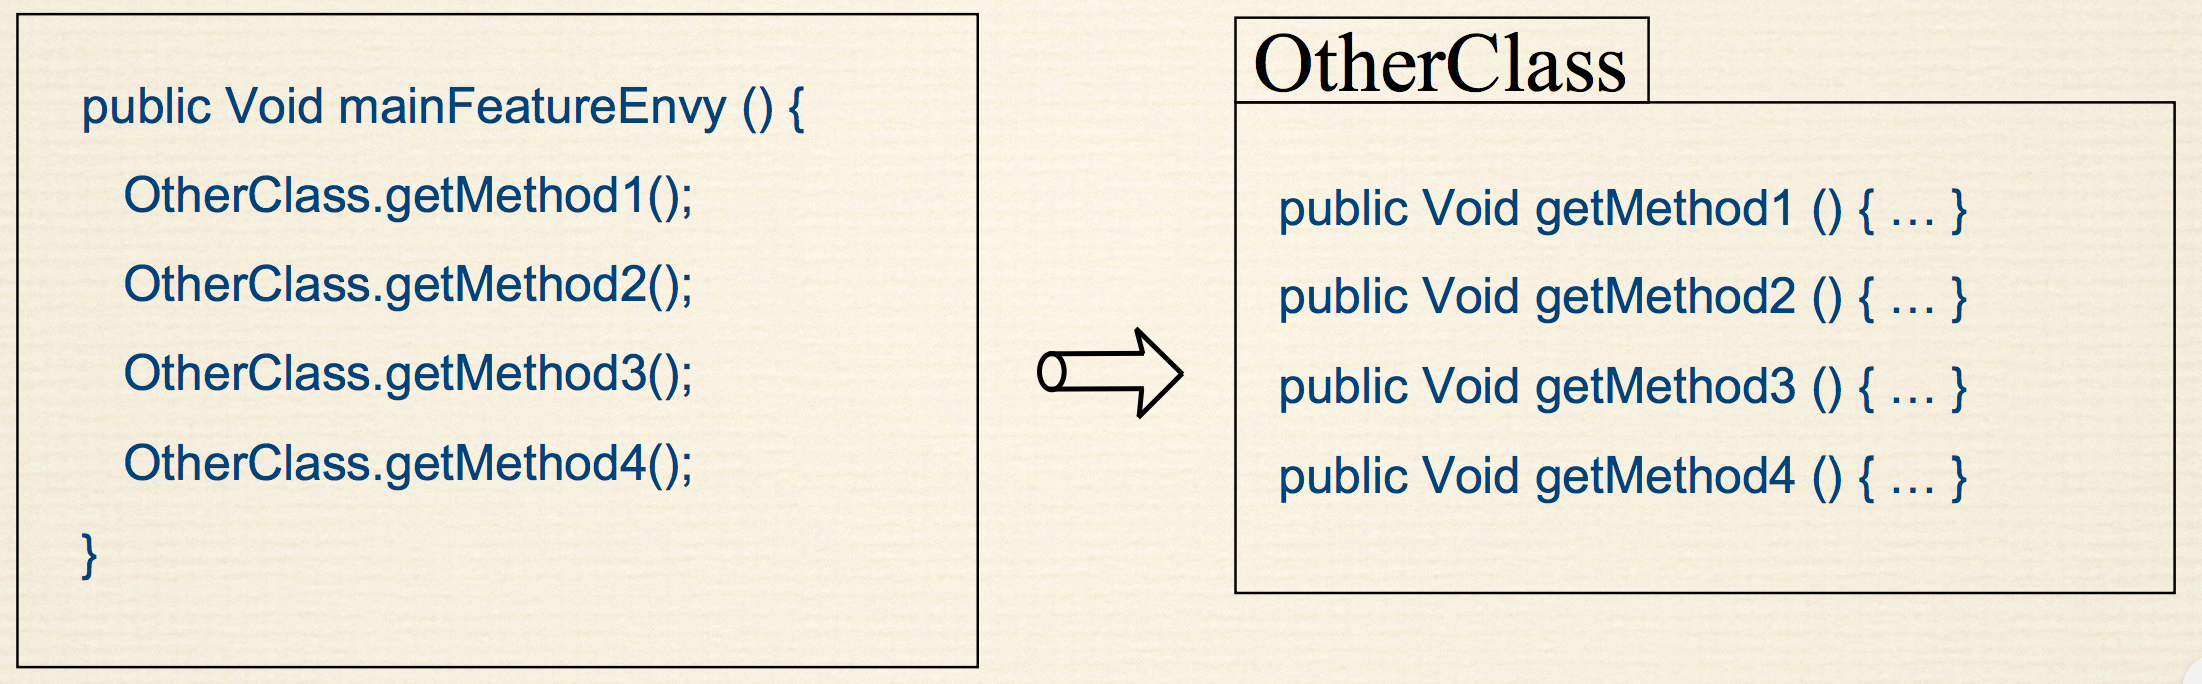 public Void mainFeatureEnvy () {
OtherClass.getMethod1();
OtherClass.getMethod2();
OtherClass.getMethod3();
OtherClass.getMethod4();
}
OtherClass
public Void getMethod1 () { … }
public Void getMethod2 () { … }
public Void getMethod3 () { … }
public Void getMethod4 () { … }